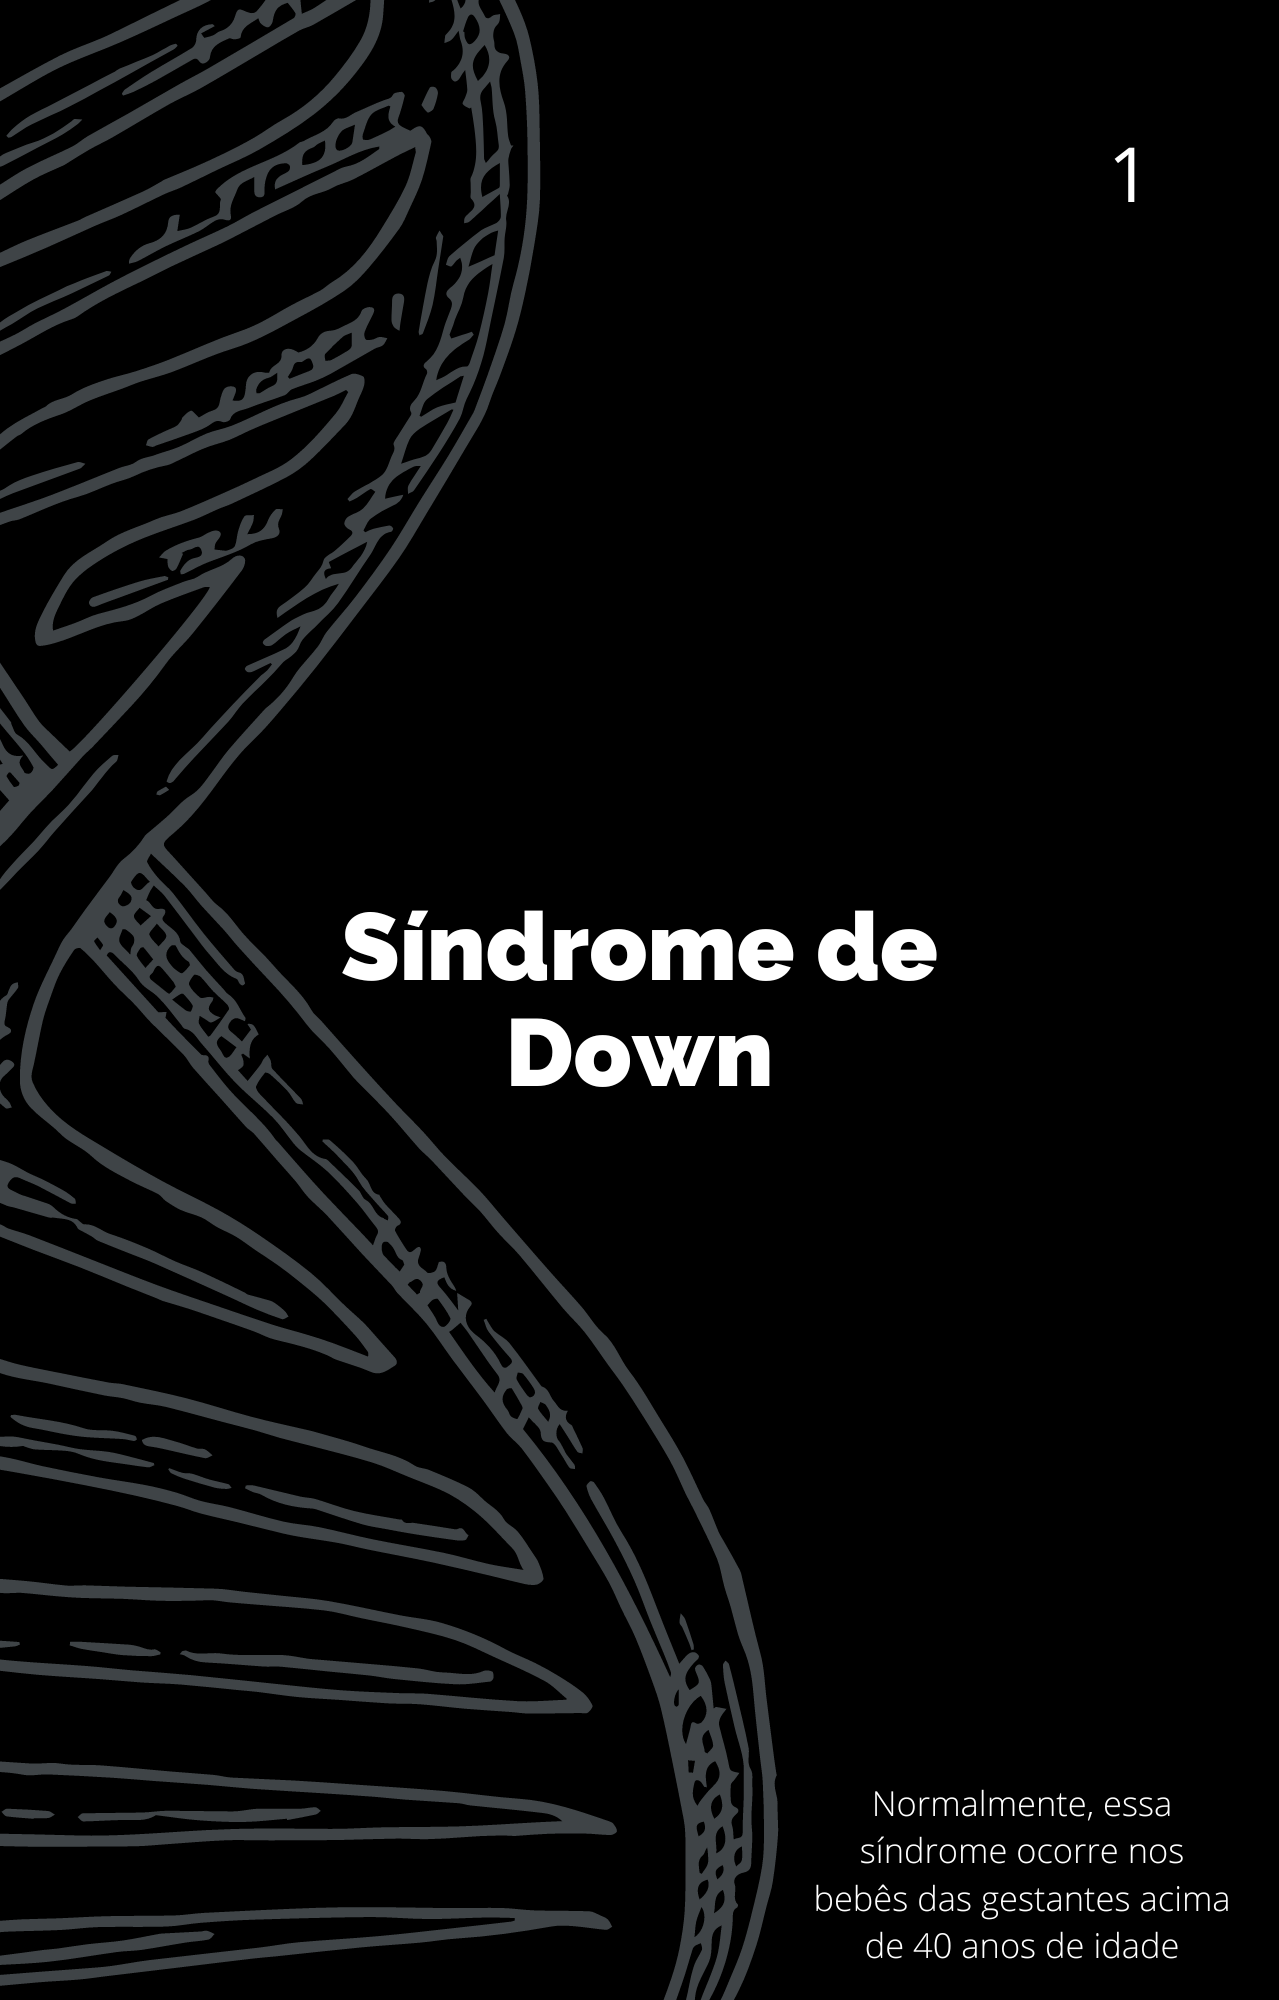 1
Síndrome de
Down
Normalmente, essa
síndrome ocorre nos
bebês das gestantes acima
de 40 anos de idade